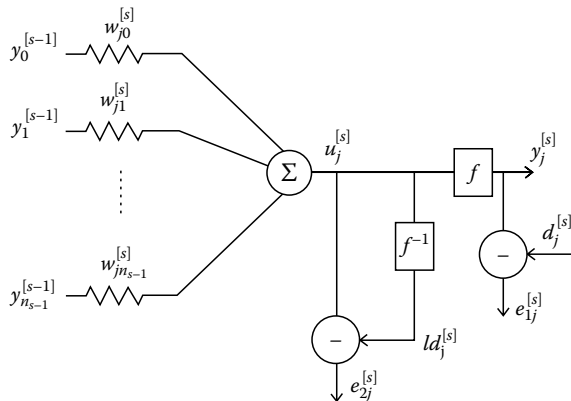 w_{j0}^{[s]}
y_0^{[s-1]}
w_{j1}^{[s]}
y_1^{[s-1]}
w_{jn_{s-1}}^{[s]}
y_{n_{s-1}}^{[s-1]}
Σ
u_j^{[s]}
f
y_j^{[s]}
f^{-1}
d_j^{[s]}
−
e_{1j}^{[s]}
−
ld_j^{[s]}
e_{2j}^{[s]}